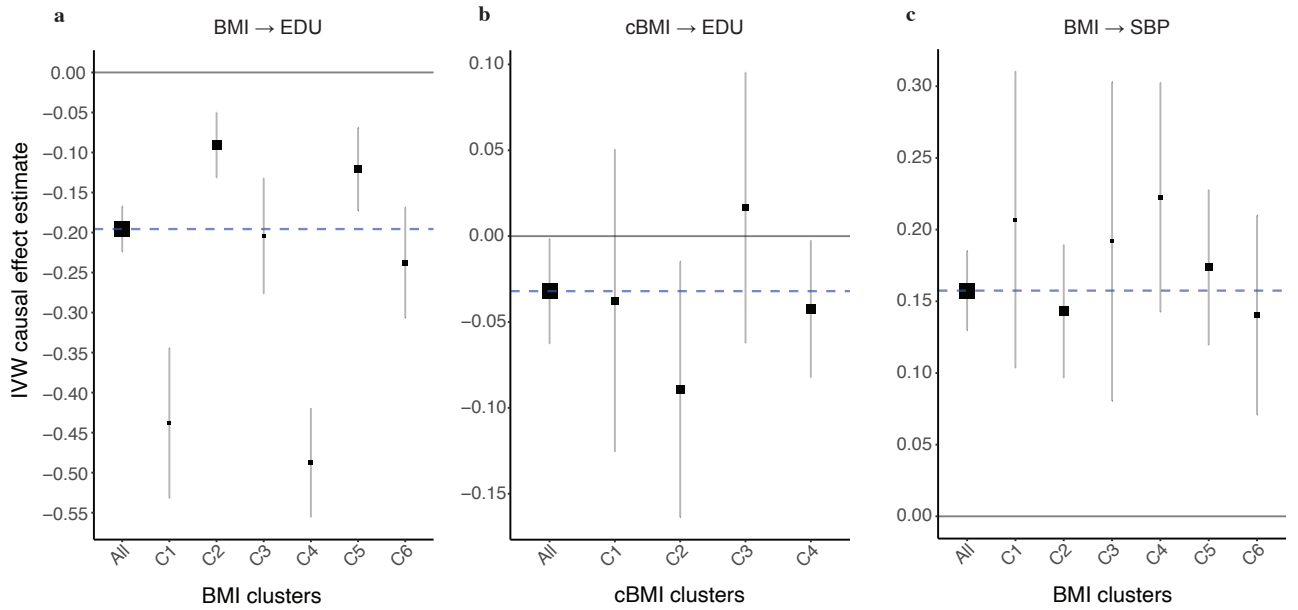 a
BMI → EDU
IVW causal effect estimate
0.00
−0.05
−0.10
−0.15
−0.20
−0.25
−0.30
−0.35
−0.40
−0.45
−0.50
−0.55
All C1 C2 C3 C4 C5 C6
BMI clusters
b
cBMI → EDU
0.10
0.05
0.00
−0.05
−0.10
−0.15
All C1 C2 C3 C4
cBMI clusters
c
BMI → SBP
0.30
0.25
0.20
0.15
0.10
0.05
0.00
All C1 C2 C3 C4 C5 C6
BMI clusters